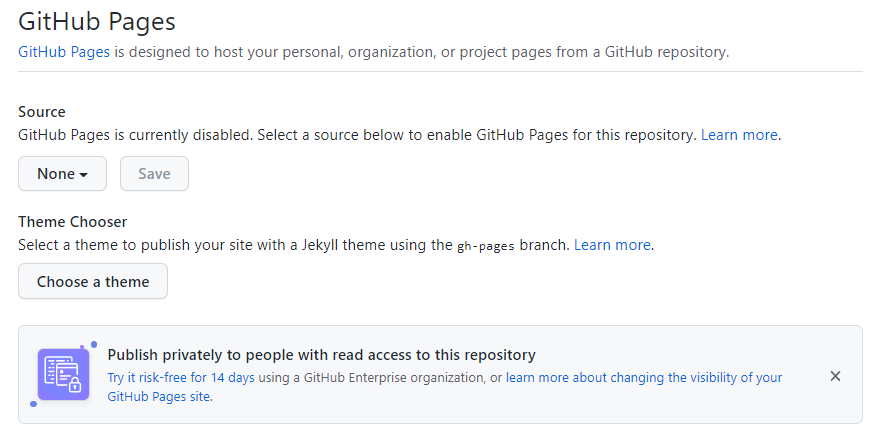 GitHub Pages
GitHub Pages is designed to host your personal, organization, or project pages from a GitHub repository.
Source
GitHub Pages is currently disabled. Select a source below to enable GitHub Pages for this repository. Learn more.
None Save
Theme Chooser
Select a theme to publish your site with a Jekyll theme using the gh-pages branch. Learn more.
Choose a theme
Publish privately to people with read access to this repository
Try it risk-free for 14 days using a GitHub Enterprise organization, or learn more about changing the visibility of your
GitHub Pages site.